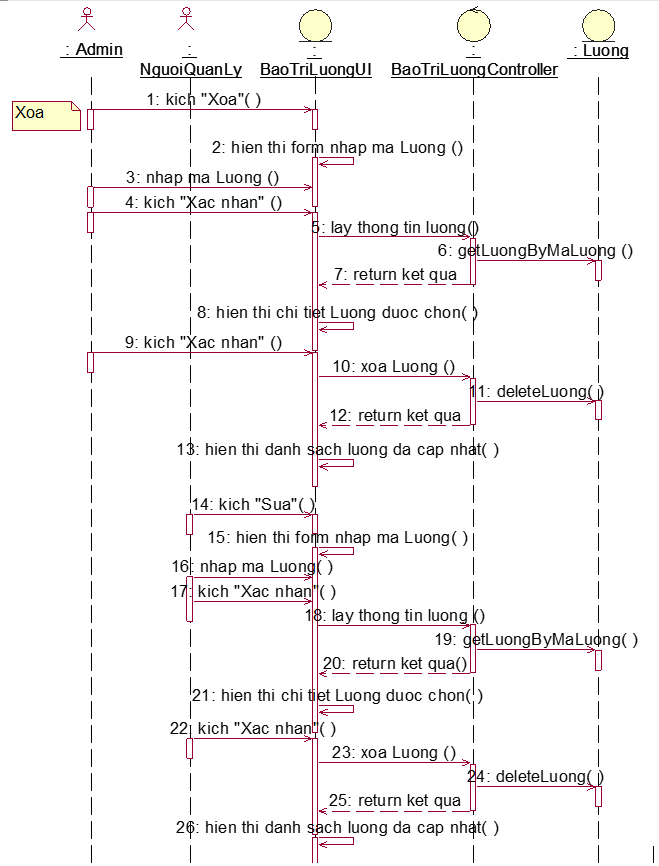 : Admin
:
NguoiQuanLy
:
BaoTriLuongUI
:
BaoTriLuongController
: Luong
Xoa
1: kich "Xoa"( )
2: hien thi form nhap ma Luong ()
3: nhap ma Luong ()
4: kich "Xac nhan" ()
5: lay thong tin luong()
6: getLuongByMaLuong ()
7: return ket qua
8: hien thi chi tiet Luong duoc chon( )
9: kich "Xac nhan" ()
10: xoa Luong ()
11: deleteLuong( )
12: return ket qua
13: hien thi danh sach luong da cap nhat( )
14: kich "Sua"( )
15: hien thi form nhap ma Luong( )
16: nhap ma Luong( )
17: kich "Xac nhan"( )
18: lay thong tin luong ()
19: getLuongByMaLuong( )
20: return ket qua()
21: hien thi chi tiet Luong duoc chon( )
22: kich "Xac nhan"( )
23: xoa Luong ()
24: deleteLuong( )
25: return ket qua
26: hien thi danh sach luong da cap nhat( )